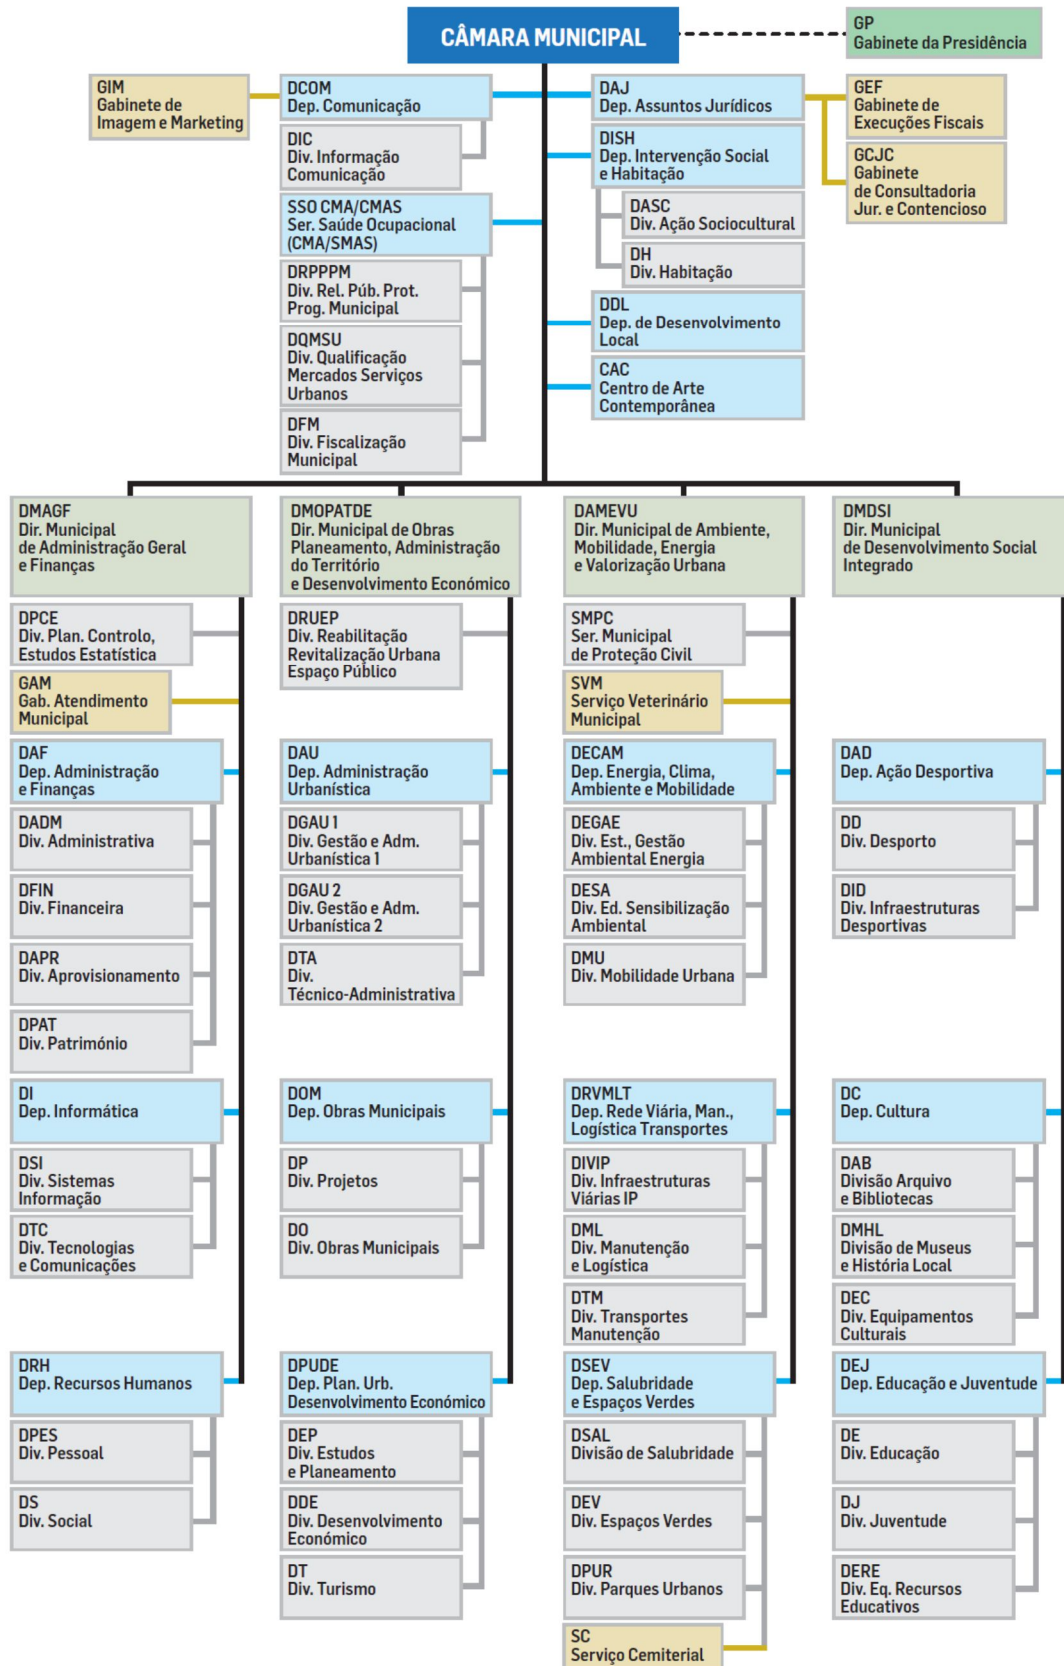 CÂMARA MUNICIPAL
GP
Gabinete da Presidência
GIM
Gabinete de
Imagem e Marketing
DCOM
Dep. Comunicação
DIC
Div. Informação
Comunicação
SSO CMA/CMAS
Ser. Saúde Ocupacional
(CMA/SMAS)
DRPPPM
Div. Rel. Púb. Prot.
Prog. Municipal
DQMSU
Div. Qualificação
Mercados Serviços
Urbanos
DFM
Div. Fiscalização
Municipal
DAJ
Dep. Assuntos Jurídicos
DISH
Dep. Intervenção Social
e Habitação
DASC
Div. Ação Sociocultural
DH
Div. Habitação
DDL
Dep. de Desenvolvimento
Local
CAC
Centro de Arte
Contemporânea
GEF
Gabinete de
Execuções Fiscais
GCJC
Gabinete
de Consultadoria
Jur. e Contencioso
DMAGF
Dir. Municipal
de Administração Geral
e Finanças
DPCE
Div. Plan. Controlo,
Estudos Estatística
GAM
Gab. Atendimento
Municipal
DAF
Dep. Administração
e Finanças
DADM
Div. Administrativa
DFIN
Div. Financeira
DAPR
Div. Aprovisionamento
DPAT
Div. Património
DI
Dep. Informática
DSI
Div. Sistemas
Informação
DTC
Div. Tecnologias
e Comunicações
DRH
Dep. Recursos Humanos
DPES
Div. Pessoal
DS
Div. Social
DMOPATDE
Dir. Municipal de Obras
Planeamento, Administração
do Território
e Desenvolvimento Económico
DRUEP
Div. Reabilitação
Revitalização Urbana
Espaço Público
DAU
Dep. Administração
Urbanística
DGAU 1
Div. Gestão e Adm.
Urbanística 1
DGAU 2
Div. Gestão e Adm.
Urbanística 2
DTA
Div.
Técnico-Administrativa
DOM
Dep. Obras Municipais
DP
Div. Projetos
DO
Div. Obras Municipais
DPUDE
Dep. Plan. Urb.
Desenvolvimento Económico
DEP
Div. Estudos
e Planeamento
DDE
Div. Desenvolvimento
Económico
DT
Div. Turismo
DAMEVU
Dir. Municipal de Ambiente,
Mobilidade, Energia
e Valorização Urbana
SMPC
Ser. Municipal
de Proteção Civil
SVM
Serviço Veterinário
Municipal
DECAM
Dep. Energia, Clima,
Ambiente e Mobilidade
DEGAE
Div. Est., Gestão
Ambiental Energia
DESA
Div. Ed. Sensibilização
Ambiental
DMU
Div. Mobilidade Urbana
DRVMLT
Dep. Rede Viária, Man.,
Logística Transportes
DIVIP
Div. Infraestruturas
Viárias IP
DML
Div. Manutenção
e Logística
DTM
Div. Transportes
Manutenção
DSEV
Dep. Salubridade
e Espaços Verdes
DSAL
Divisão de Salubridade
DEV
Div. Espaços Verdes
DPUR
Div. Parques Urbanos
SC
Serviço Cemiterial
DMDSI
Dir. Municipal
de Desenvolvimento Social
Integrado
DAD
Dep. Ação Desportiva
DD
Div. Desporto
DID
Div. Infraestruturas
Desportivas
DC
Dep. Cultura
DAB
Divisão Arquivo
e Bibliotecas
DMHL
Divisão de Museus
e História Local
DEC
Div. Equipamentos
Culturais
DEJ
Dep. Educação e Juventude
DE
Div. Educação
DJ
Div. Juventude
DERE
Div. Eq. Recursos
Educativos